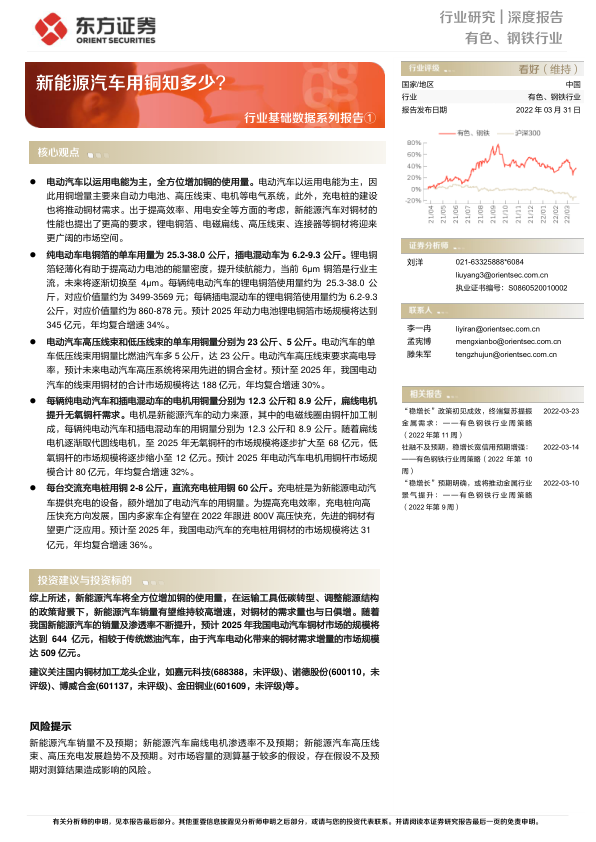 东方证券
ORIENT SECURITIES
行业研究 | 深度报告
有色、钢铁行业
新能源汽车用铜知多少？
行业基础数据系列报告①
核心观点
● 电动汽车以运用电能为主，全方位增加铜的使用量。电动汽车以运用电能为主，因
此用铜增量主要来自动力电池、高压线束、电机等电气系统，此外，充电桩的建设
也将推动铜材需求。出于提高效率、用电安全等方面的考虑，新能源汽车对铜材的
性能也提出了更高的要求，锂电铜箔、电磁扁线、高压线束、连接器等铜材将迎来
更广阔的市场空间。
● 纯电动车电铜箔的单车用量为 25.3-38.0 公斤，插电混动车为 6.2-9.3 公斤。锂电铜
箔轻薄化有助于提高动力电池的能量密度，提升续航能力，当前 6μm 铜箔是行业主
流，未来将逐渐切换至 4μm。每辆纯电动汽车的锂电铜箔使用量约为 25.3-38.0 公
斤，对应价值量约为 3499-3569 元；每辆插电混动车的锂电铜箔使用量约为 6.2-9.3
公斤，对应价值量约为 860-878 元。预计 2025 年动力电池锂电铜箔市场规模将达到
345 亿元，年均复合增速 34%。
● 电动汽车高压线束和低压线束的单车用铜量分别为 23 公斤、5 公斤。电动汽车的单
车低压线束用铜量比燃油汽车多 5 公斤，达 23 公斤。电动汽车高压线束要求高电导
率，预计未来电动汽车高压系统将采用先进的铜合金材。预计至 2025 年，我国电动
汽车的线束用铜材的合计市场规模将达 188 亿元，年均复合增速 30%。
● 每辆纯电动汽车和插电混动车的电机用铜量分别为 12.3 公斤和 8.9 公斤，扁线电机
提升无氧铜杆需求。电机是新能源汽车的动力来源，其中的电磁线圈由铜杆加工制
成，每辆纯电动汽车和插电混动车的用铜量分别为 12.3 公斤和 8.9 公斤。随着扁
线电机逐渐取代圆线电机，至 2025 年无氧铜杆的市场规模将逐步扩大至 68 亿元，低
氧铜杆的市场规模将逐步缩小至 12 亿元。预计 2025 年电动汽车电机用铜杆市场规
模合计 80 亿元，年均复合增速 32%。
● 每台交流充电桩用铜 2-8 公斤，直流充电桩用铜 60 公斤。充电桩是为新能源电动汽
车提供充电的设备，额外增加了电动汽车的用铜量。为提高充电效率，充电桩向高
压快充方向发展，国内多家车企有望在 2022 年跟进 800V 高压快充，先进的铜材有
望更广泛应用。预计至 2025 年，我国电动汽车的充电桩用铜材的市场规模将达 31
亿元，年均复合增速 36%。
投资建议与投资标的
综上所述，新能源汽车将全方位增加铜的使用量，在运输工具低碳转型、调整能源结构
的政策背景下，新能源汽车销量有望维持较高增速，对铜材的需求量也与日俱增。随着
我国新能源汽车的销量及渗透率不断提升，预计 2025 年我国电动汽车铜材市场的规模将
达到 644 亿元，相较于传统燃油汽车，由于汽车电动化带来的铜材需求增量的市场规模
达 509 亿元。
建议关注国内铜材加工龙头企业，如嘉元科技(688388，未评级)、诺德股份(600110，未
评级)、博威合金(601137，未评级)、金田铜业(601609，未评级)等。
风险提示
新能源汽车销量不及预期；新能源汽车扁线电机渗透率不及预期；新能源汽车高压线
束、高压充电发展趋势不及预期。对市场容量的测算基于较多的假设，存在假设不及预
期对测算结果造成影响的风险。
行业评级 看好（维持）
国家/地区 中国
行业 有色、钢铁行业
报告发布日期 2022 年 03 月 31 日
有色、钢铁 沪深300
80%
60%
40%
20%
0%
-20%
21/04 21/05 21/06 21/07 21/08 21/09 21/10 21/11 21/12 22/01 22/02 22/03
证券分析师
刘洋 021-63325888*6084
liuyang3@orientsec.com.cn
执业证书编号：S0860520010002
联系人
李一冉 liyiran@orientsec.com.cn
孟宪博 mengxianbo@orientsec.com.cn
滕朱军 tengzhujun@orientsec.com.cn
相关报告
“稳增长”政策初见成效，终端复苏提振 2022-03-23
金属需求：——有色钢铁行业周策略
（2022 年第 11 周）
社融不及预期，稳增长宽信用预期增强： 2022-03-14
——有色钢铁行业周策略（2022 年第 10
周）
“稳增长”预期明确，或将推动金属行业 2022-03-10
景气提升：——有色钢铁行业周策略
（2022 年第 9 周）
有关分析师的申明，见本报告最后部分。其他重要信息披露见分析师申明之后部分，或请与您的投资代表联系。并请阅读本证券研究报告最后一页的免责申明。